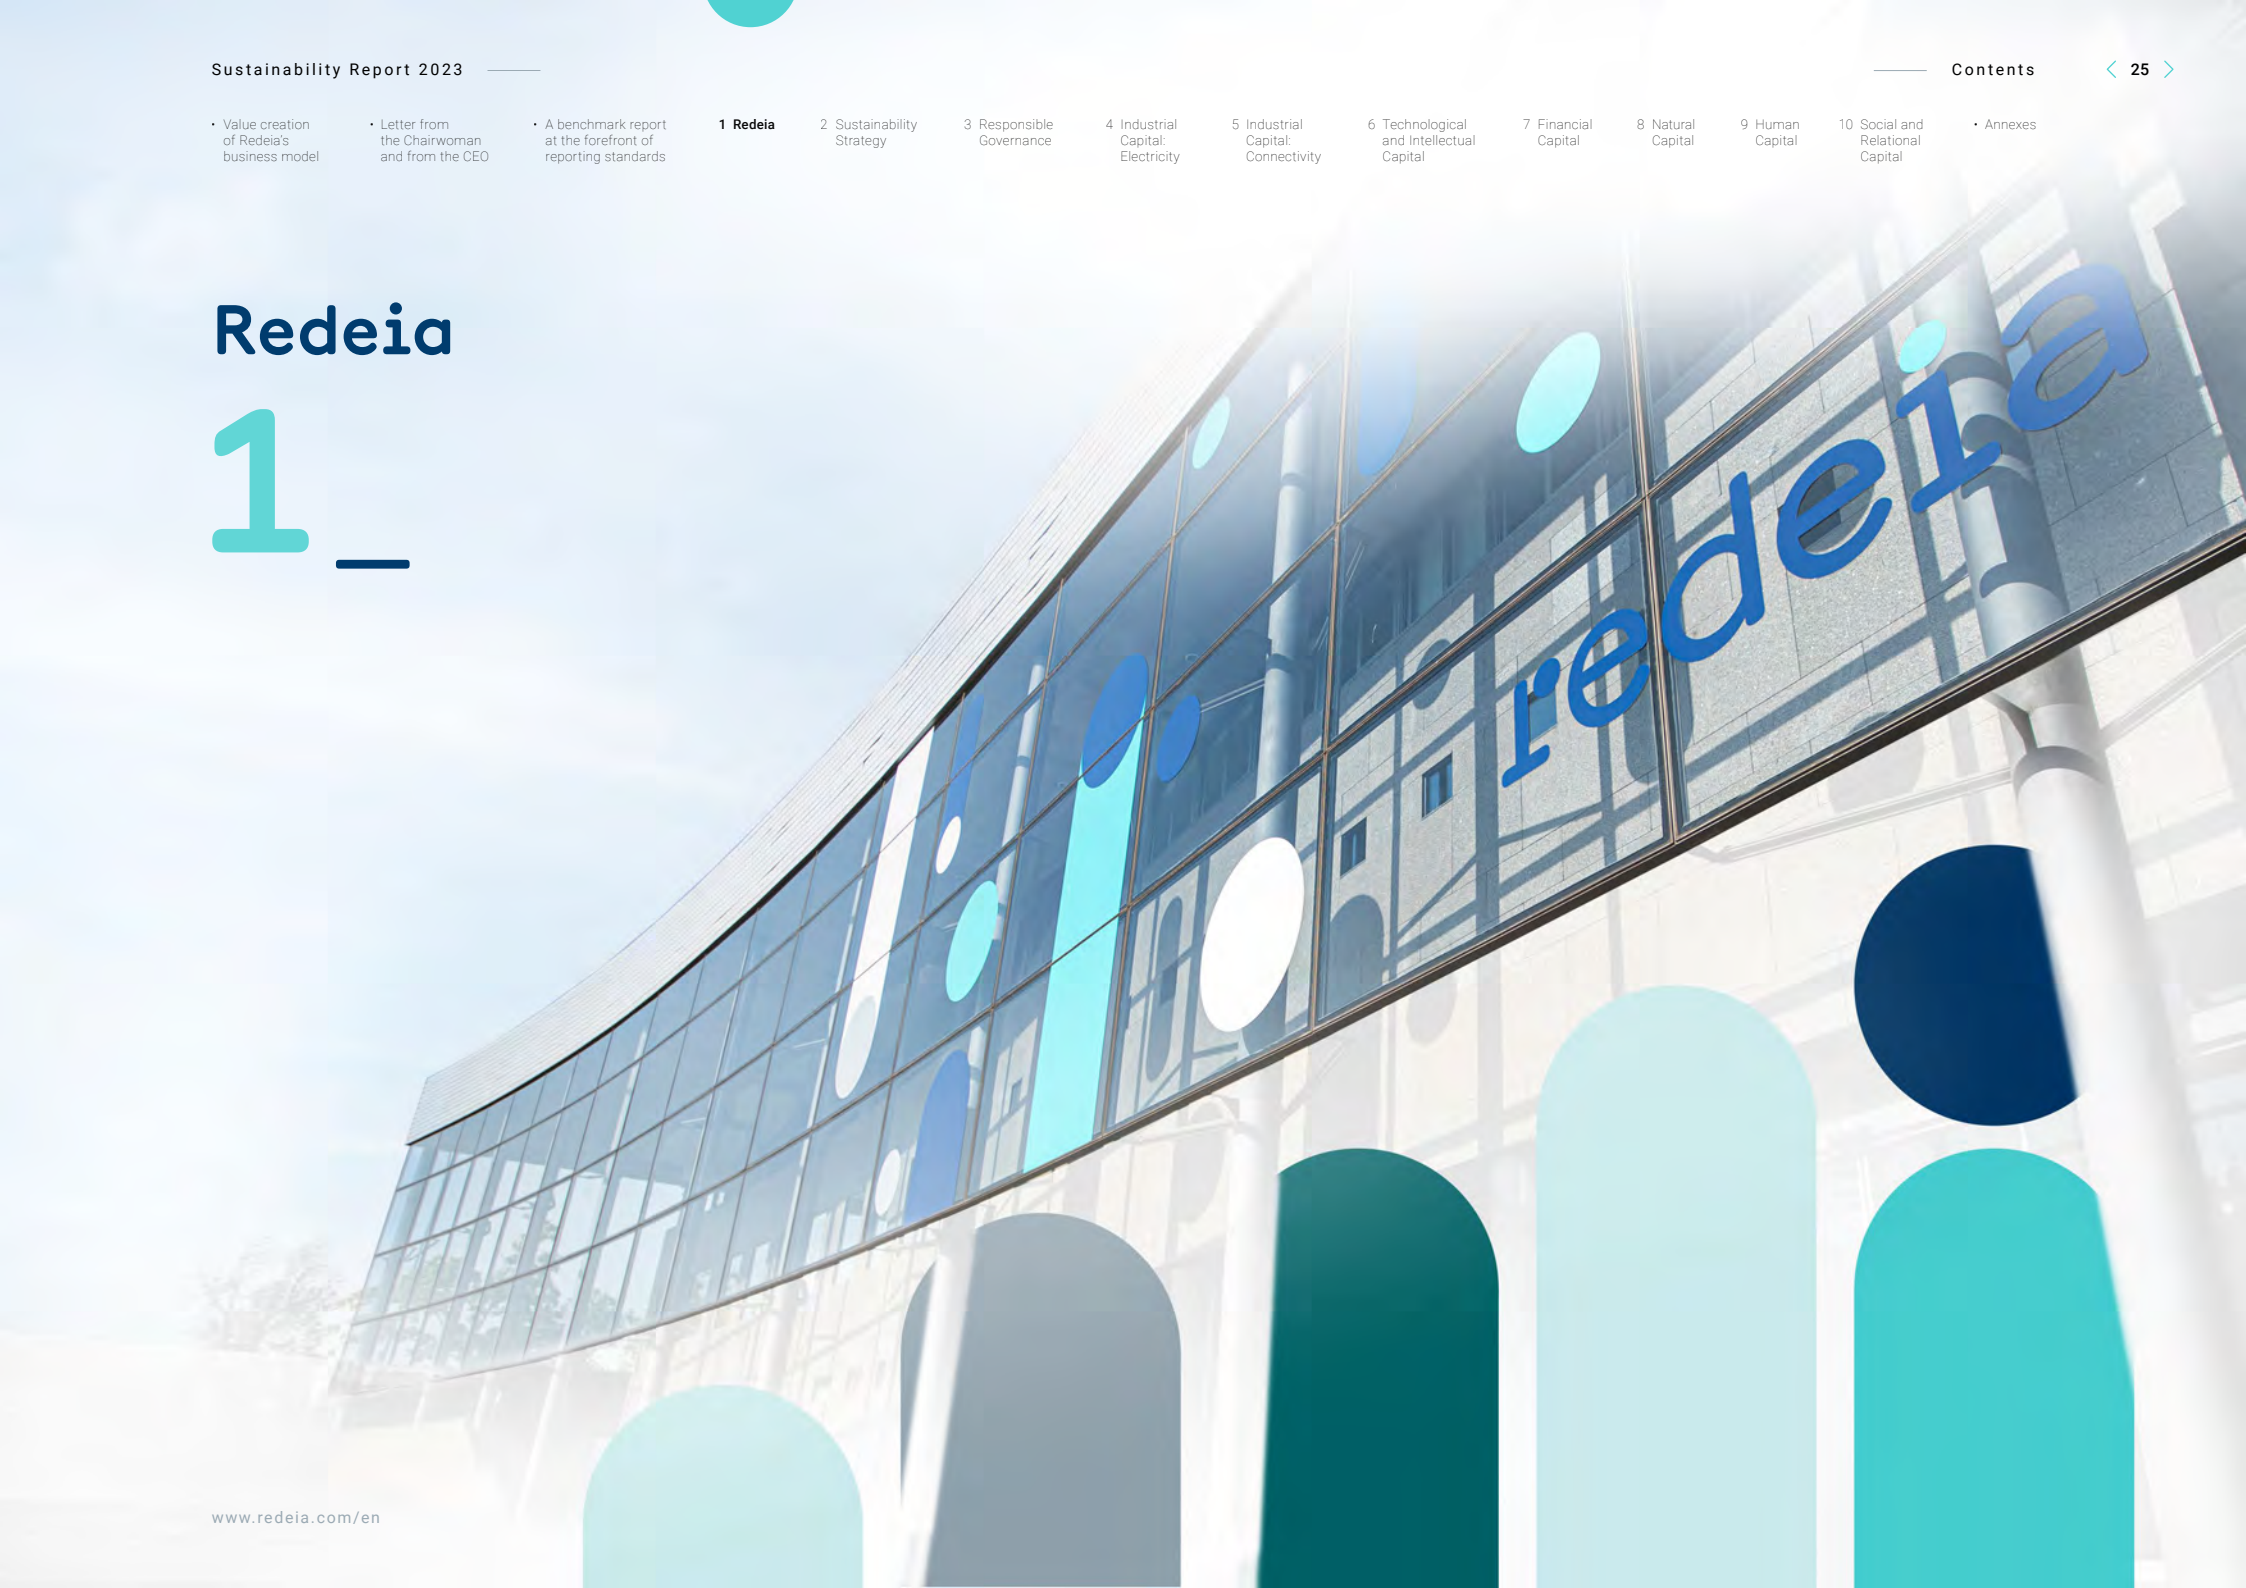 Sustainability Report 2023
Contents
25
• Value creation
of Redeia's
business model
• Letter from
the Chairwoman
and from the CEO
• A benchmark report
at the forefront of
reporting standards
1 Redeia
2 Sustainability
Strategy
3 Responsible
Governance
4 Industrial
Capital:
Electricity
5 Industrial
Capital:
Connectivity
6 Technological
and Intellectual
Capital
7 Financial
Capital
8 Natural
Capital
9 Human
Capital
10 Social and
Relational
Capital
• Annexes
Redeia
1_
redeia
www.redeia.com/en